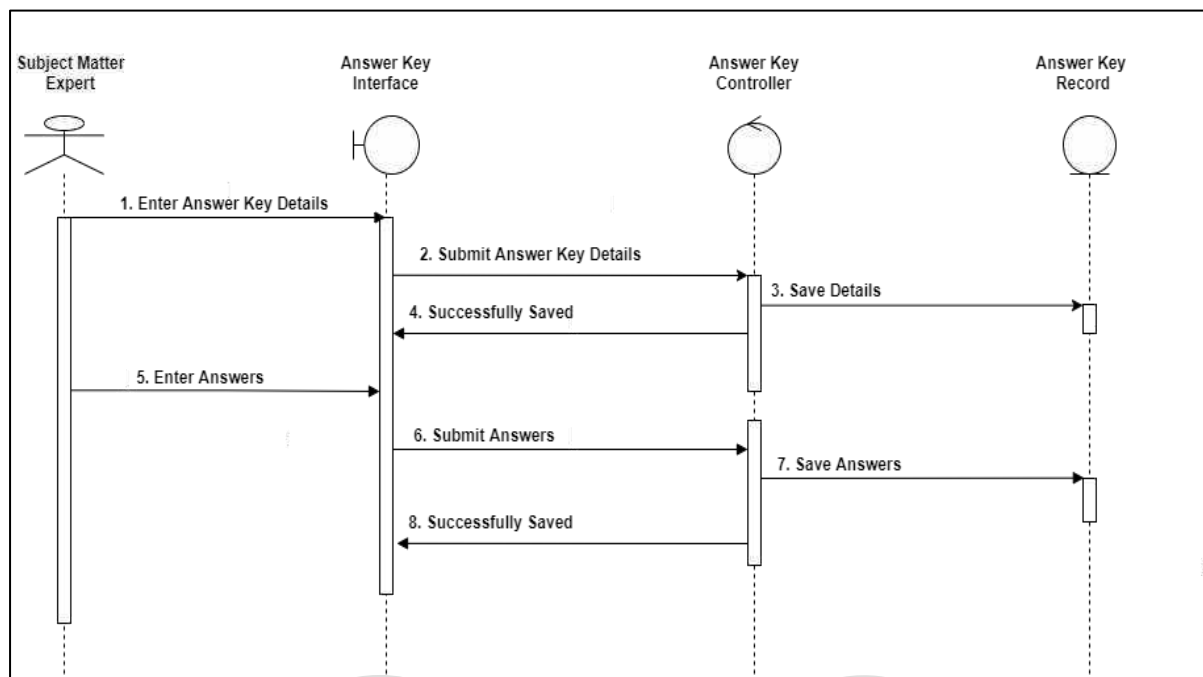 Subject Matter
Expert
Answer Key
Interface
Answer Key
Controller
Answer Key
Record
1. Enter Answer Key Details
2. Submit Answer Key Details
3. Save Details
4. Successfully Saved
5. Enter Answers
6. Submit Answers
7. Save Answers
8. Successfully Saved